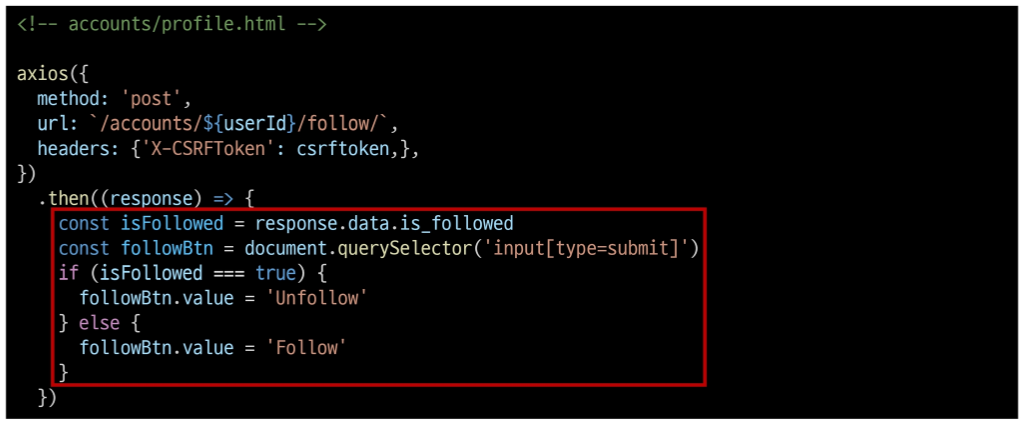 <!-- accounts/profile.html -->
axios({
  method: 'post',
  url: `/accounts/${userId}/follow/`,
  headers: {'X-CSRFToken': csrftoken,},
})
  .then((response) => {
    const isFollowed = response.data.is_followed
    const followBtn = document.querySelector('input[type=submit]')
    if (isFollowed === true) {
      followBtn.value = 'Unfollow'
    } else {
      followBtn.value = 'Follow'
    }
  })